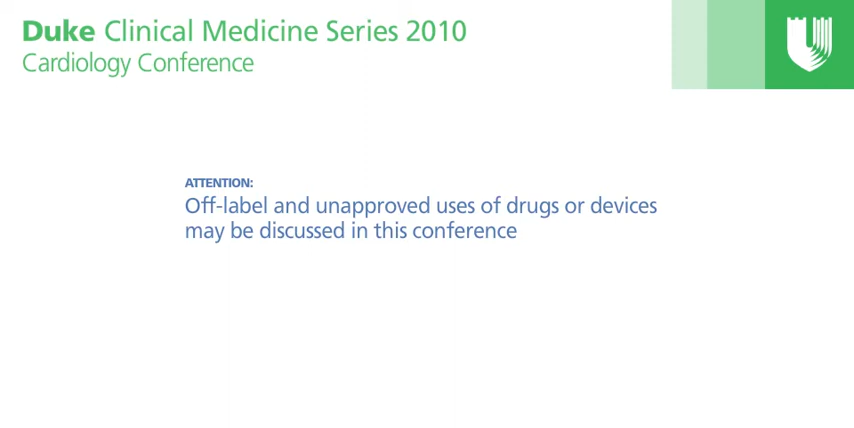 Duke Clinical Medicine Series 2010
Cardiology Conference
ATTENTION:
Off-label and unapproved uses of drugs or devices
may be discussed in this conference